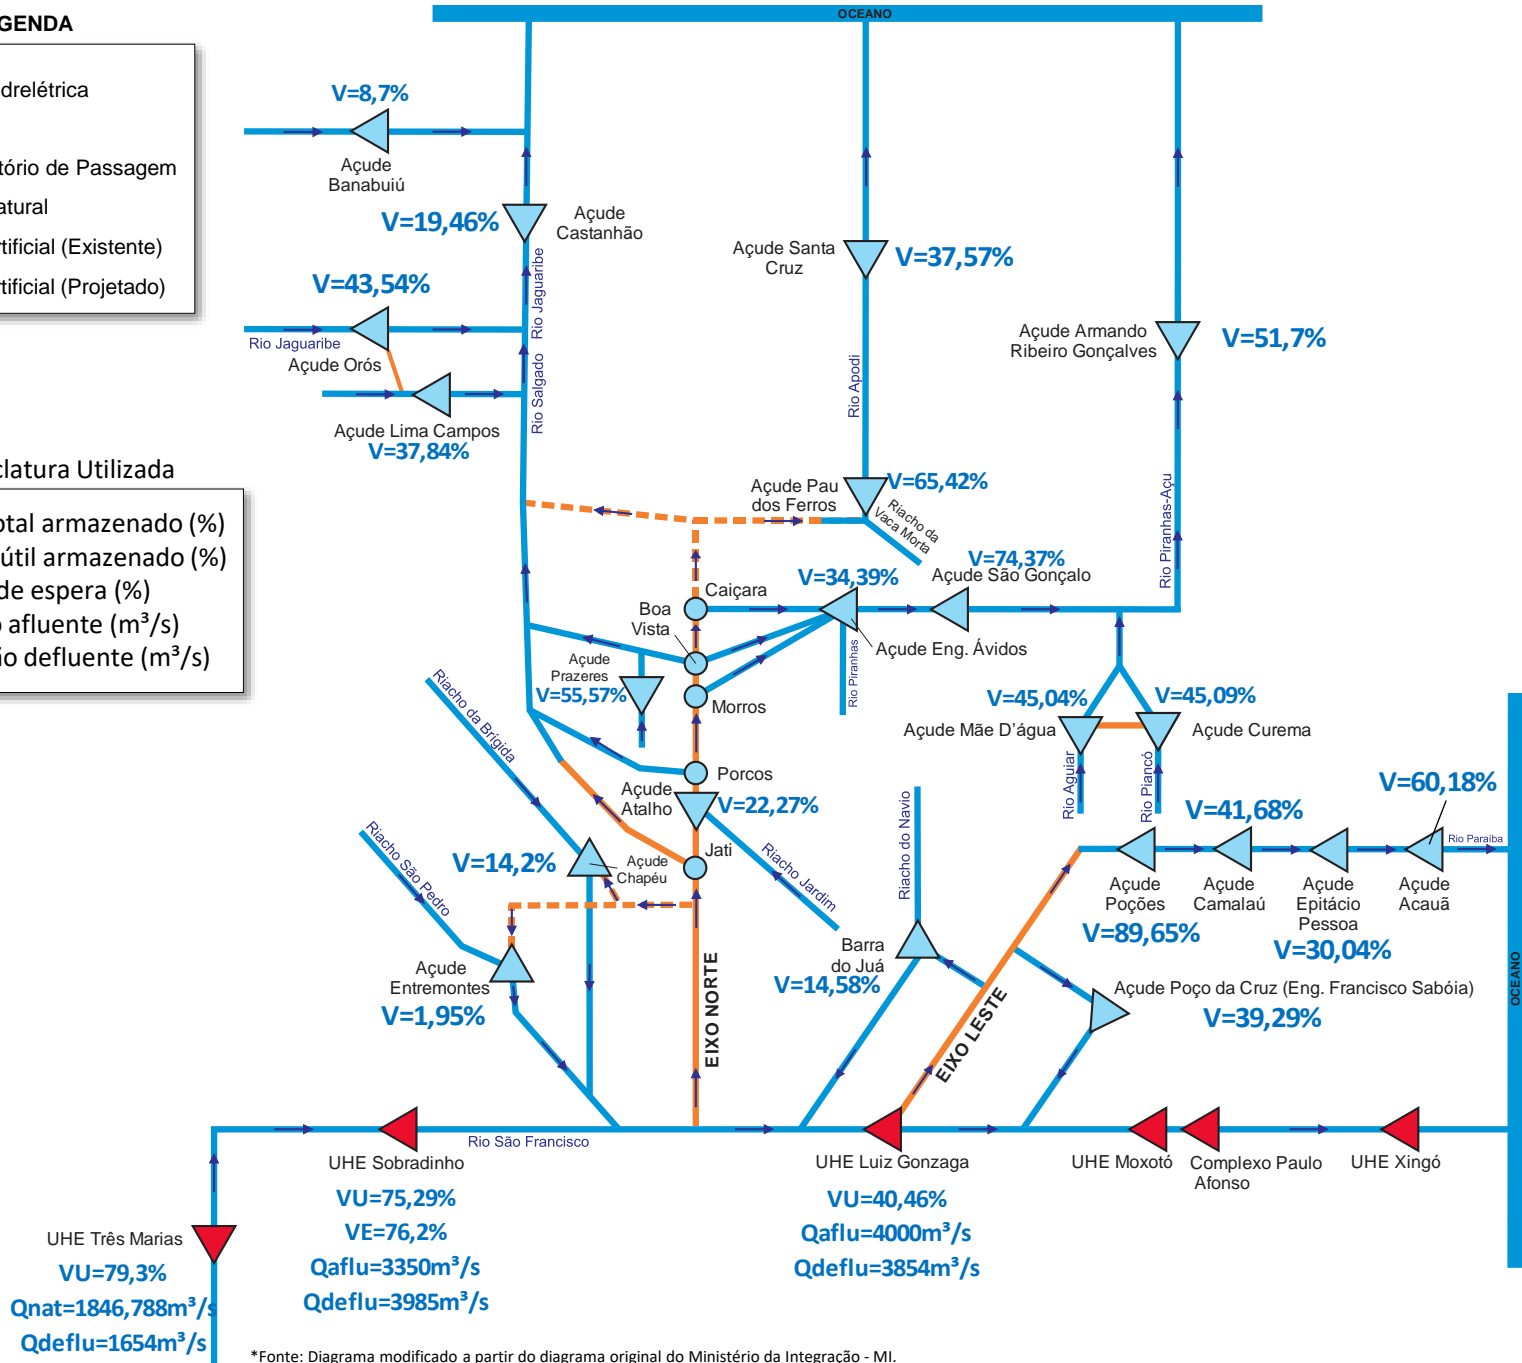 OCEANO
GENDA
drelétrica
tório de Passagem
atural
rtificial (Existente)
rtificial (Projetado)
V=8,7%
Açude
Banabuiú
V=19,46%
Açude
Castanhão
V=43,54%
Rio Jaguaribe
Açude Orós
Rio Jaguaribe
Rio Salgado
Açude Lima Campos
V=37,84%
Açude Santa
Cruz
V=37,57%
Rio Apodi
Açude Armando
Ribeiro Gonçalves
V=51,7%
Rio Piranhas-Açu
clatura Utilizada
otal armazenado (%)
útil armazenado (%)
de espera (%)
o afluente (m³/s)
ão defluente (m³/s)
Açude Pau
dos Ferros
V=65,42%
Riacho da
Vaca Morta
V=74,37%
Açude São Gonçalo
V=34,39%
Açude Eng. Ávidos
Rio Piranhas
Caiçara
Boa
Vista
Morros
Açude
Prazeres
V=55,57%
Porcos
Açude
Atalho
V=22,27%
Jati
Riacho Jardim
Riacho da Brígida
Riacho São Pedro
V=14,2%
Açude
Chapéu
Açude
Entremontes
V=1,95%
EIXO NORTE
V=45,04%
V=45,09%
Açude Mãe D'água
Açude Curema
Rio Aguiar
Rio Piancó
V=60,18%
V=41,68%
Rio Paraíba
Açude
Poções
V=89,65%
Açude
Camalaú
Açude
Epitácio
Pessoa
V=30,04%
Açude
Acauã
Riacho do Navio
Barra
do Juá
V=14,58%
EIXO LESTE
Açude Poço da Cruz (Eng. Francisco Sabóia)
V=39,29%
OCEANO
Rio São Francisco
UHE Sobradinho
VU=75,29%
VE=76,2%
Qaflu=3350m³/s
Qdeflu=3985m³/s
UHE Luiz Gonzaga
VU=40,46%
Qaflu=4000m³/s
Qdeflu=3854m³/s
UHE Moxotó
Complexo Paulo
Afonso
UHE Xingó
UHE Três Marias
VU=79,3%
Qnat=1846,788m³/s
Qdeflu=1654m³/s
*Fonte: Diagrama modificado a partir do diagrama original do Ministério da Integração - MI.